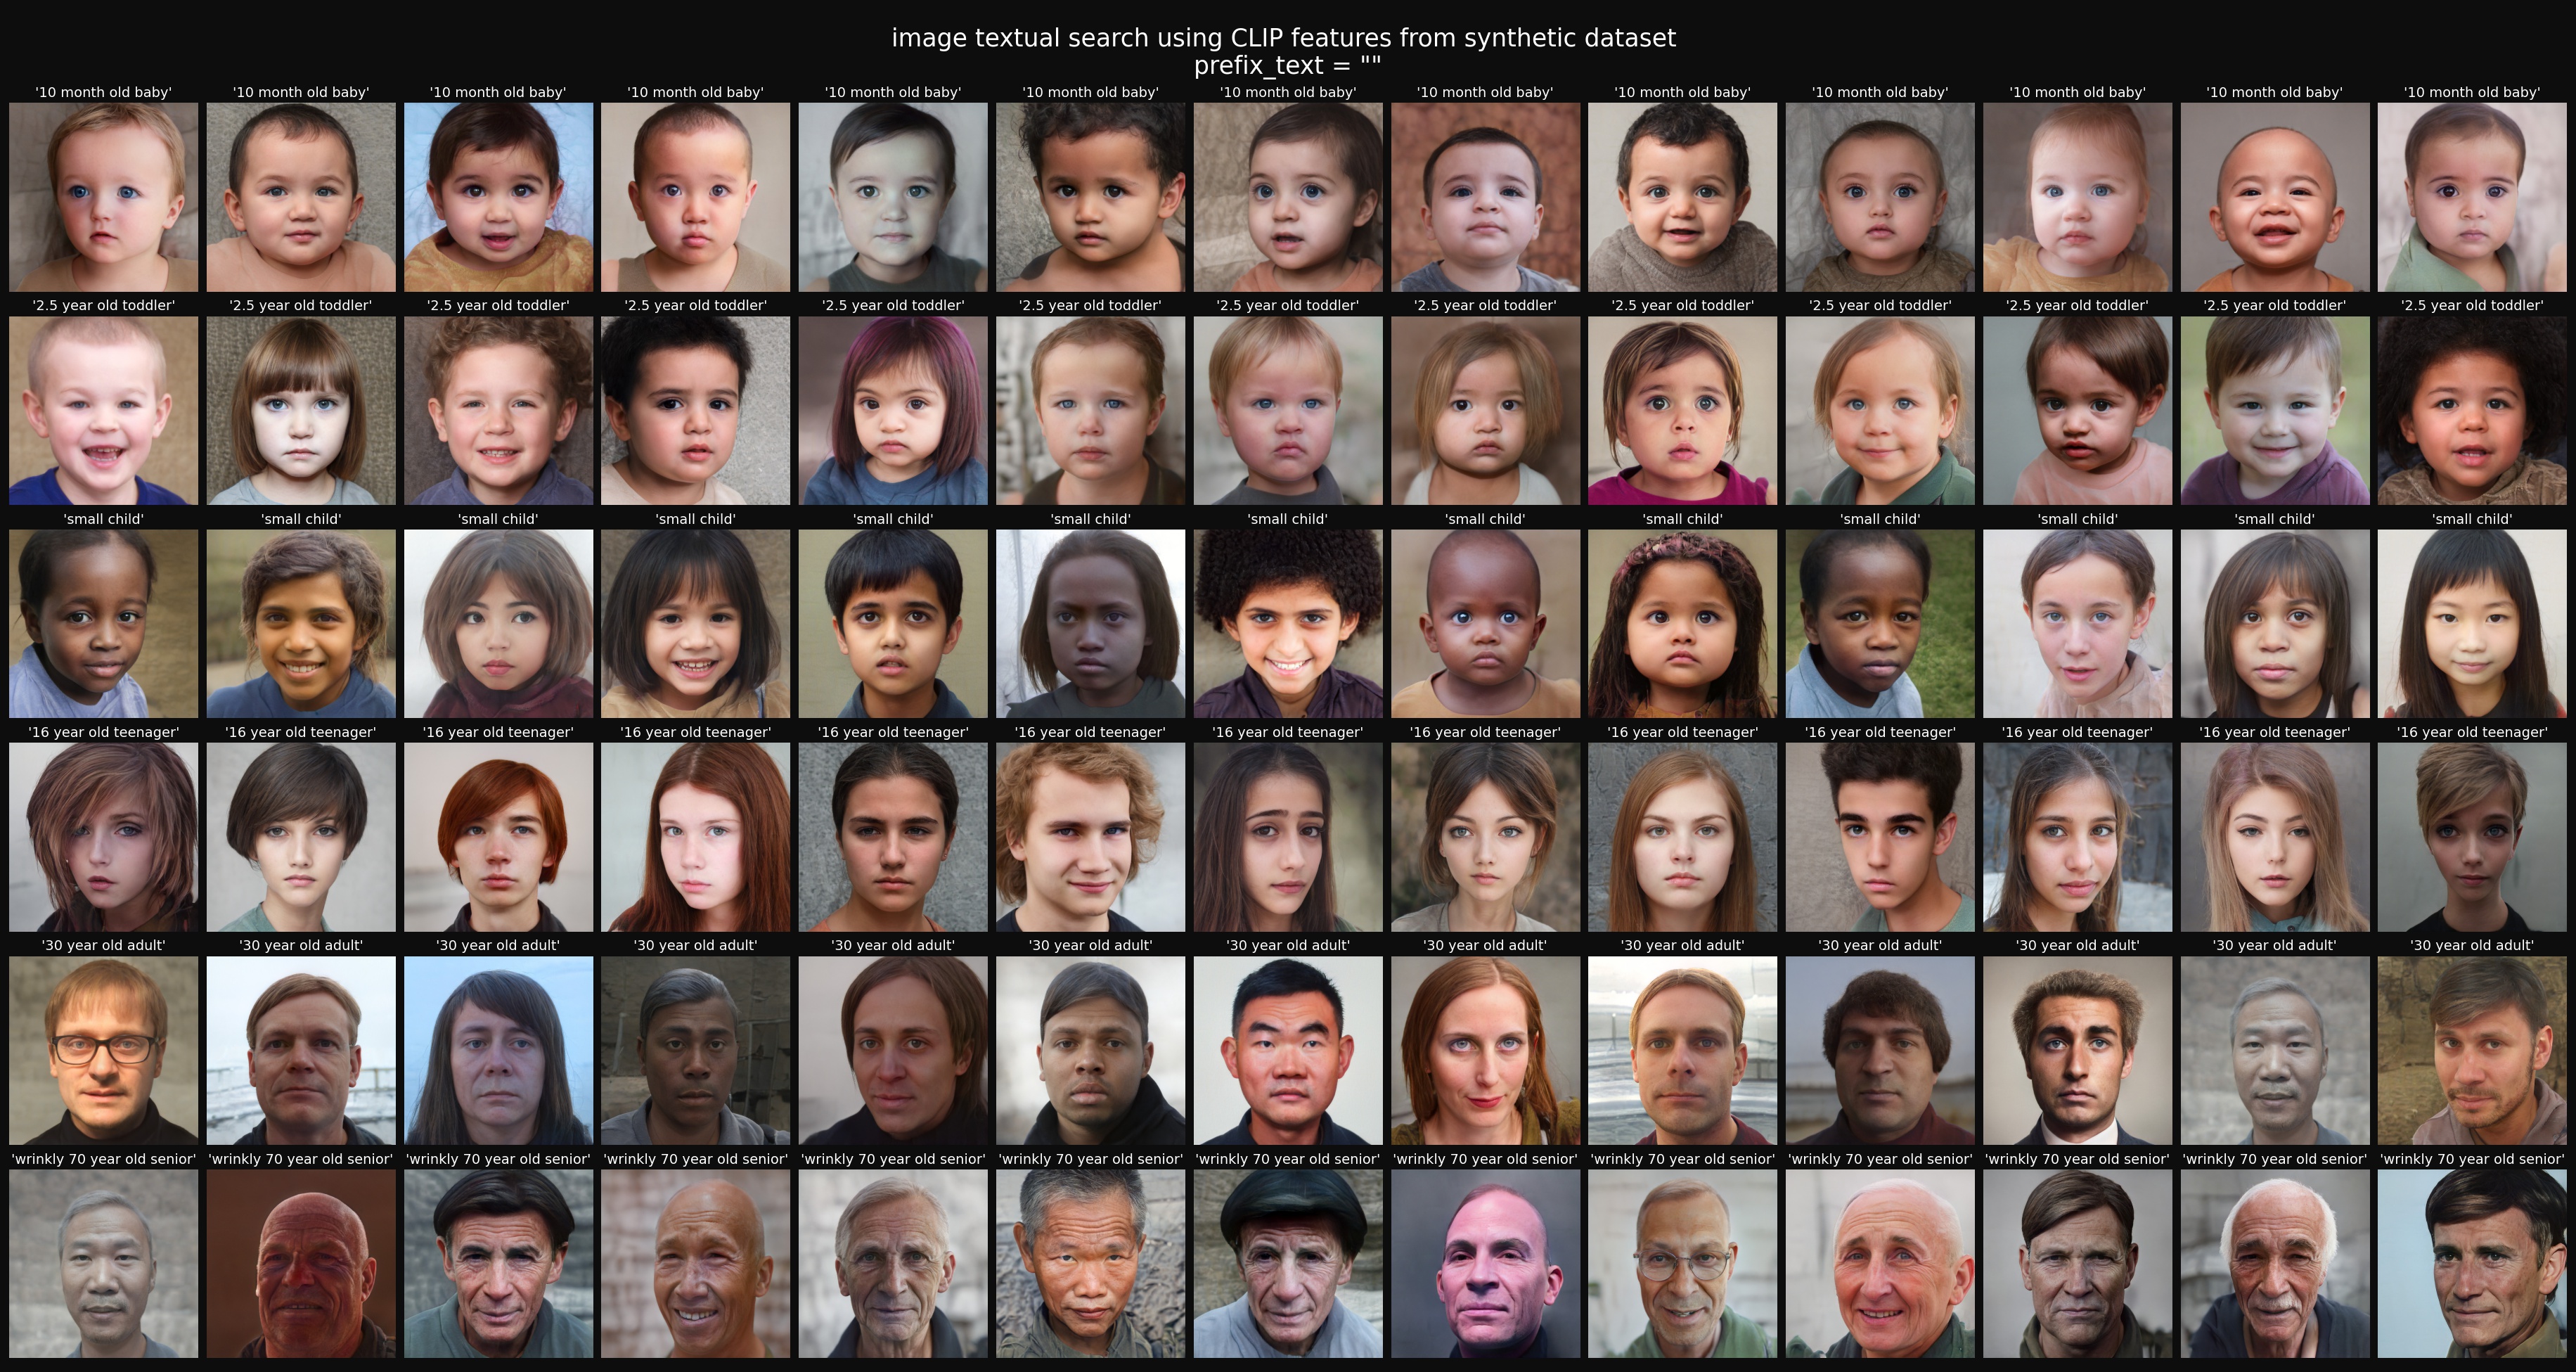 image textual search using CLIP features from synthetic dataset
prefix_text = ""
'10 month old baby' '10 month old baby' '10 month old baby' '10 month old baby' '10 month old baby' '10 month old baby' '10 month old baby' '10 month old baby' '10 month old baby' '10 month old baby' '10 month old baby' '10 month old baby' '10 month old baby'
'2.5 year old toddler' '2.5 year old toddler' '2.5 year old toddler' '2.5 year old toddler' '2.5 year old toddler' '2.5 year old toddler' '2.5 year old toddler' '2.5 year old toddler' '2.5 year old toddler' '2.5 year old toddler' '2.5 year old toddler' '2.5 year old toddler' '2.5 year old toddler'
'small child' 'small child' 'small child' 'small child' 'small child' 'small child' 'small child' 'small child' 'small child' 'small child' 'small child' 'small child' 'small child'
'16 year old teenager' '16 year old teenager' '16 year old teenager' '16 year old teenager' '16 year old teenager' '16 year old teenager' '16 year old teenager' '16 year old teenager' '16 year old teenager' '16 year old teenager' '16 year old teenager' '16 year old teenager' '16 year old teenager'
'30 year old adult' '30 year old adult' '30 year old adult' '30 year old adult' '30 year old adult' '30 year old adult' '30 year old adult' '30 year old adult' '30 year old adult' '30 year old adult' '30 year old adult' '30 year old adult' '30 year old adult'
'wrinkly 70 year old senior' 'wrinkly 70 year old senior' 'wrinkly 70 year old senior' 'wrinkly 70 year old senior' 'wrinkly 70 year old senior' 'wrinkly 70 year old senior' 'wrinkly 70 year old senior' 'wrinkly 70 year old senior' 'wrinkly 70 year old senior' 'wrinkly 70 year old senior' 'wrinkly 70 year old senior' 'wrinkly 70 year old senior' 'wrinkly 70 year old senior'